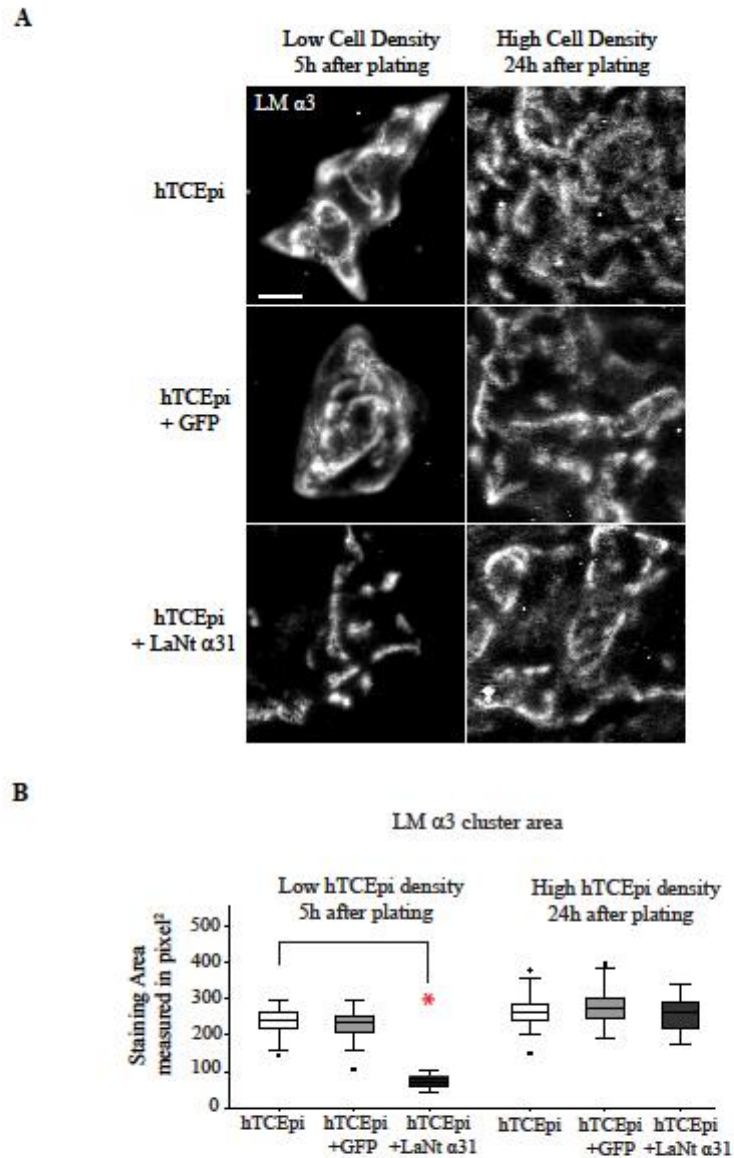 A
Low Cell Density
5h after plating
High Cell Density
24h after plating
LM α3
hTCEpi
hTCEpi
+ GFP
hTCEpi
+ LaNt α31
B
LM α3 cluster area
Low hTCEpi density
5h after plating
High hTCEpi density
24h after plating
Staining Area
measured in pixel²
500
400
300
200
100
0
*
hTCEpi
hTCEpi
+GFP
hTCEpi
+LaNt α31
hTCEpi
hTCEpi
+GFP
hTCEpi
+LaNt α31